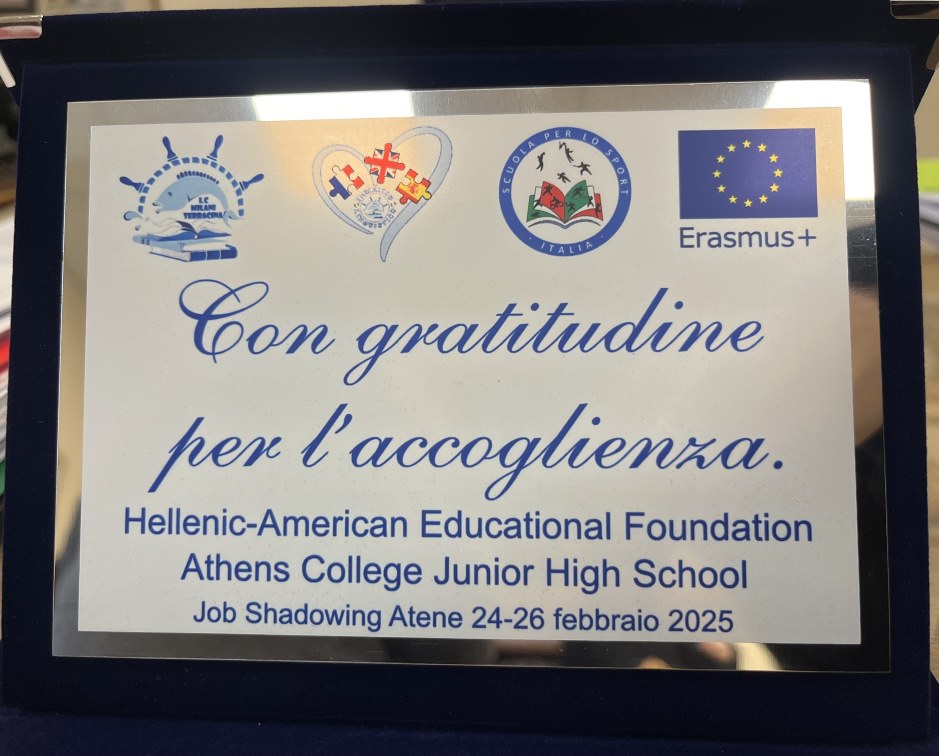 I.C
MILANI
TERRACINA
SCUOLA PER LO SPORT
· ITALIA ·
Erasmus+
Con gratitudine
per l'accoglienza.
Hellenic-American Educational Foundation
Athens College Junior High School
Job Shadowing Atene 24-26 febbraio 2025